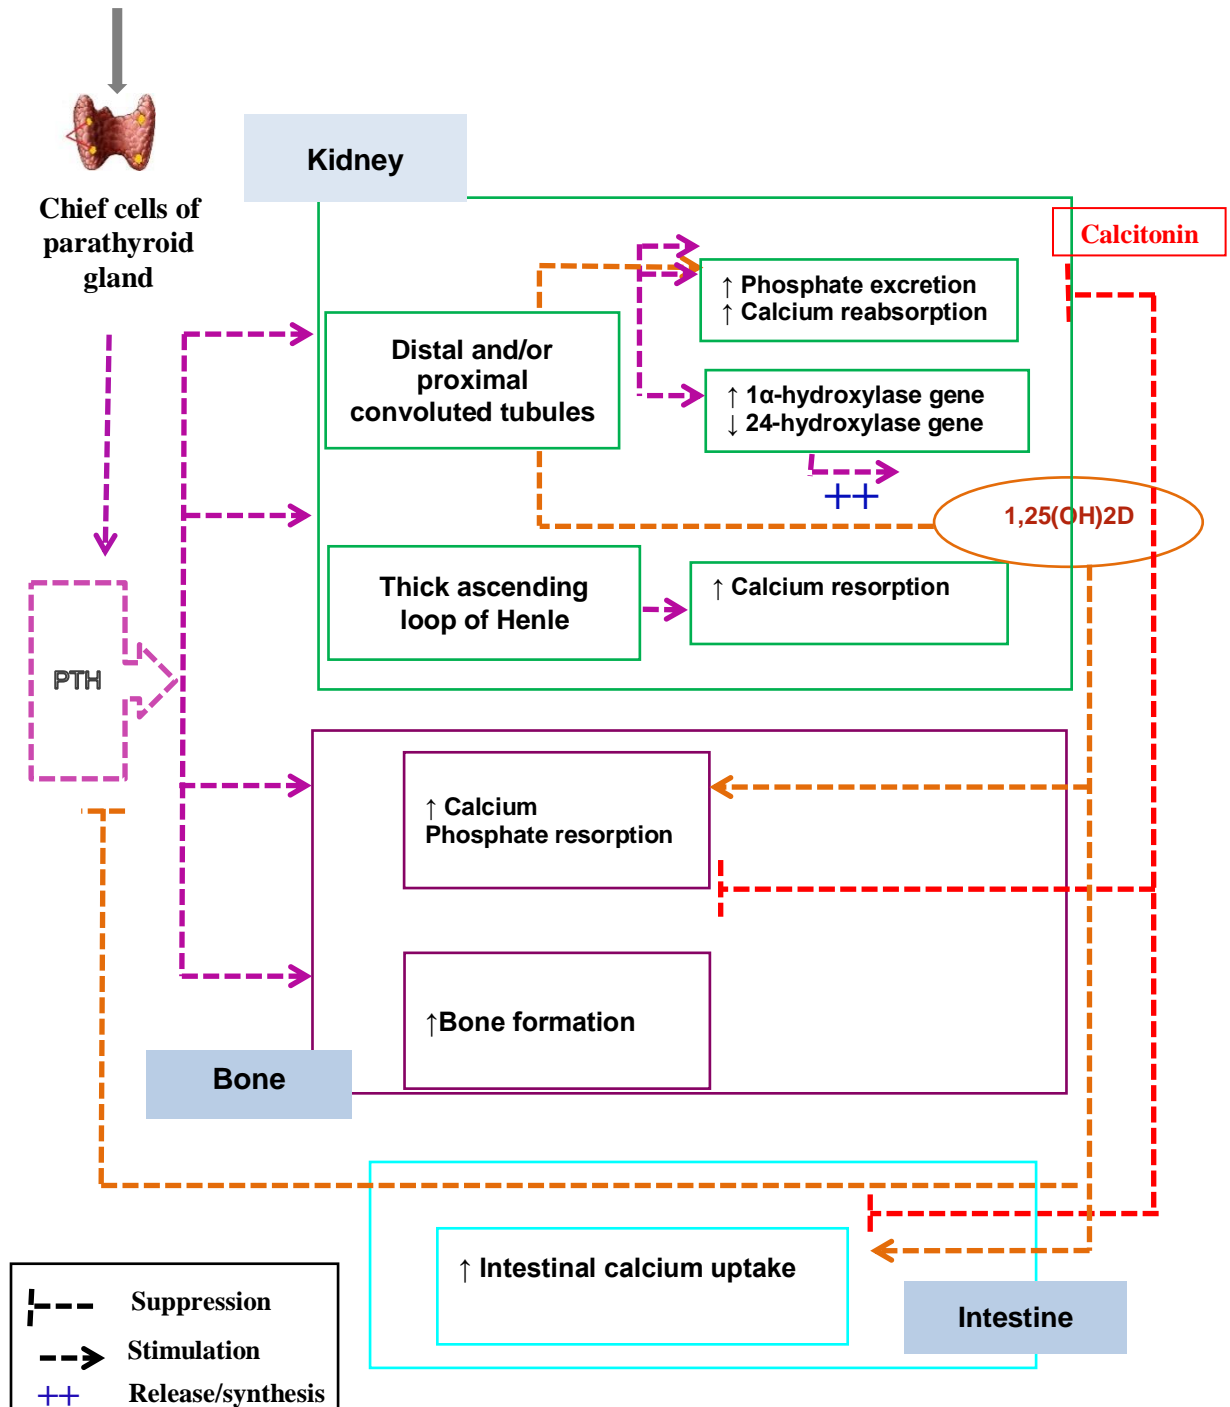 Kidney
Chief cells of
parathyroid
gland
Calcitonin
↑ Phosphate excretion
↑ Calcium reabsorption
Distal and/or
proximal
convoluted tubules
↑ 1α-hydroxylase gene
↓ 24-hydroxylase gene
++
1,25(OH)2D
Thick ascending
loop of Henle
↑ Calcium resorption
PTH
↑ Calcium
Phosphate resorption
↑Bone formation
Bone
↑ Intestinal calcium uptake
Intestine
Suppression
Stimulation
++ Release/synthesis